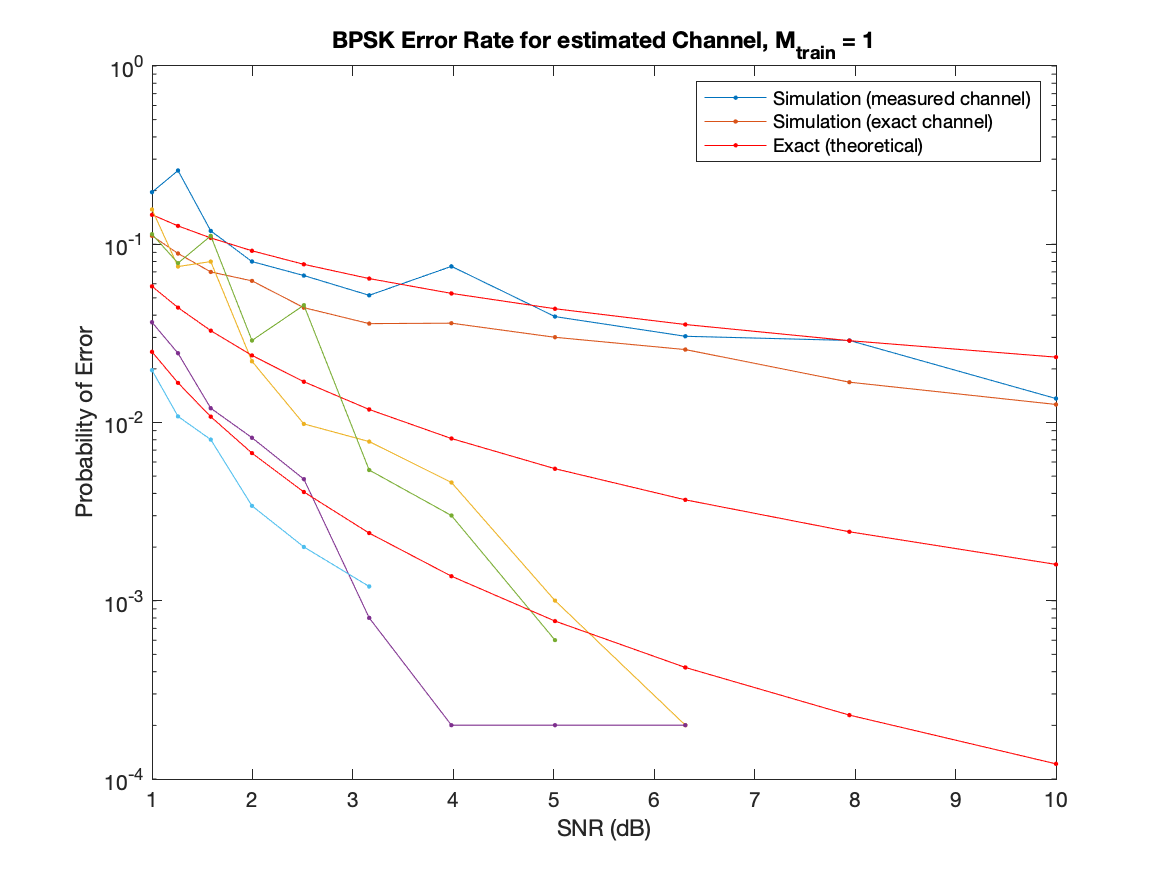 BPSK Error Rate for estimated Channel, M_train = 1
10^0
Simulation (measured channel)
Simulation (exact channel)
Exact (theoretical)
10^-1
10^-2
10^-3
10^-4
Probability of Error
1 2 3 4 5 6 7 8 9 10
SNR (dB)